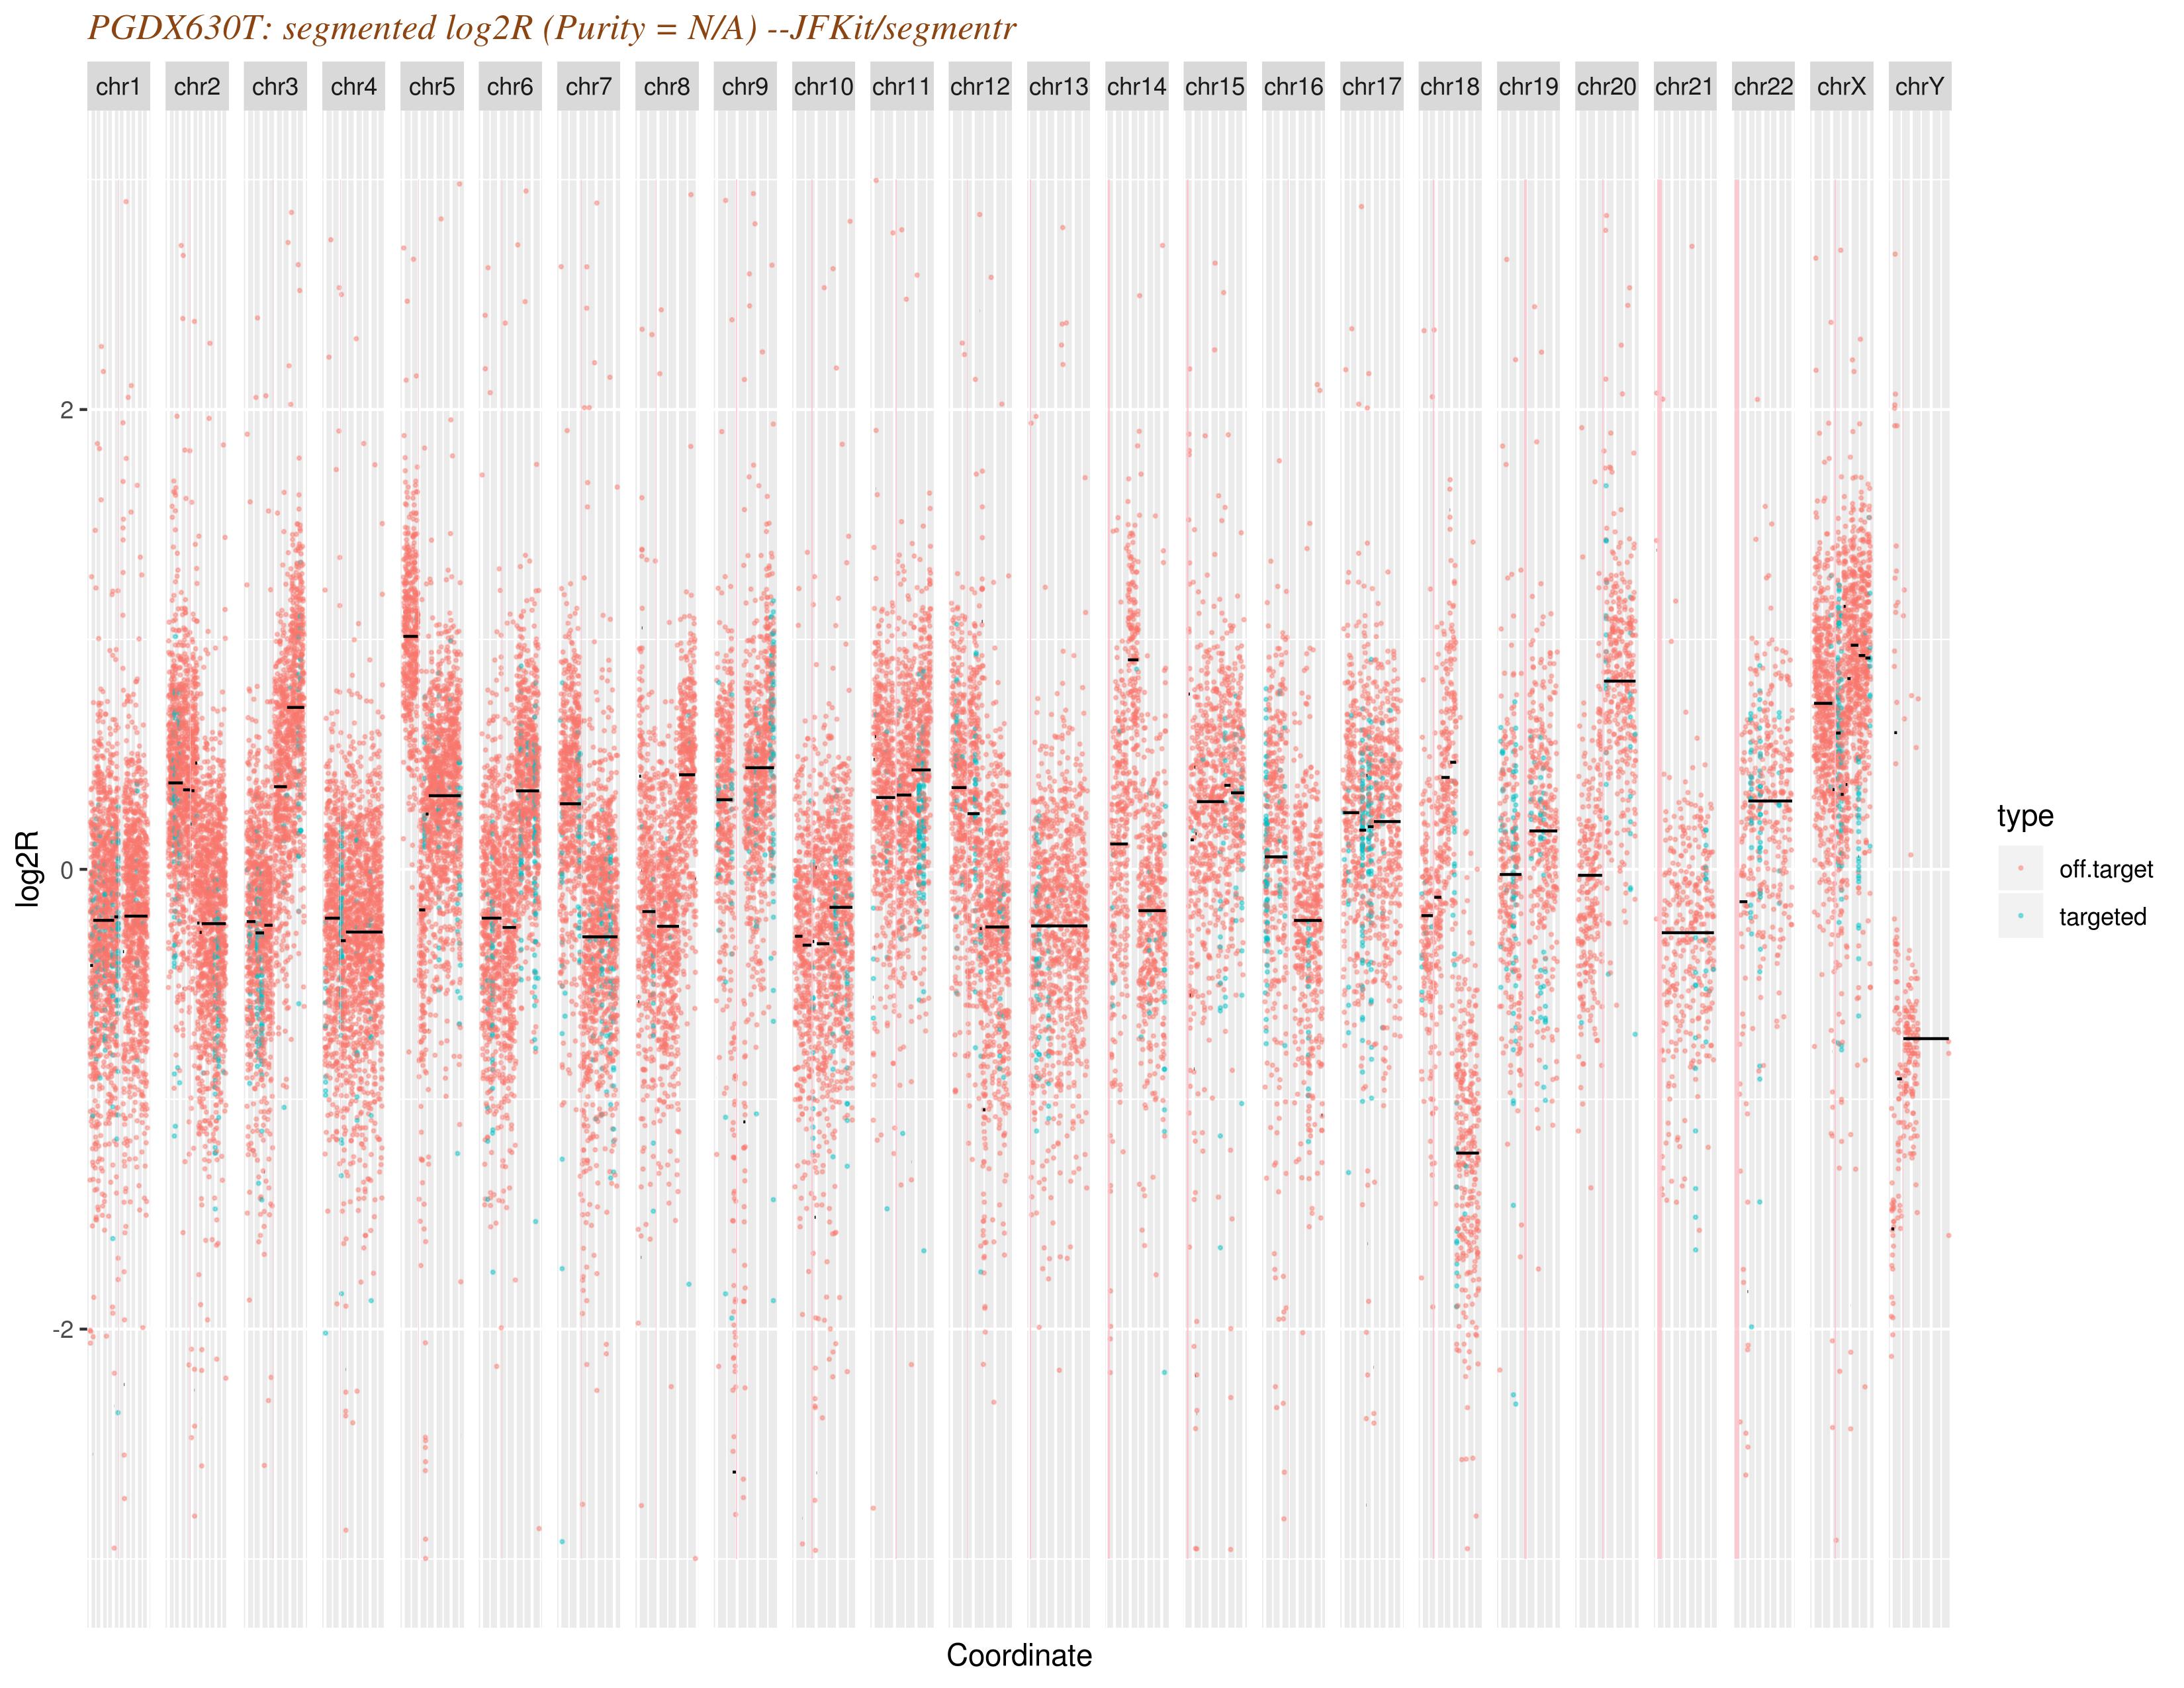 PGDX630T: segmented log2R (Purity = N/A) --JFKit/segmentr
chr1 chr2 chr3 chr4 chr5 chr6 chr7 chr8 chr9 chr10 chr11 chr12 chr13 chr14 chr15 chr16 chr17 chr18 chr19 chr20 chr21 chr22 chrX chrY
2
0
-2
log2R
Coordinate
type
off.target
targeted